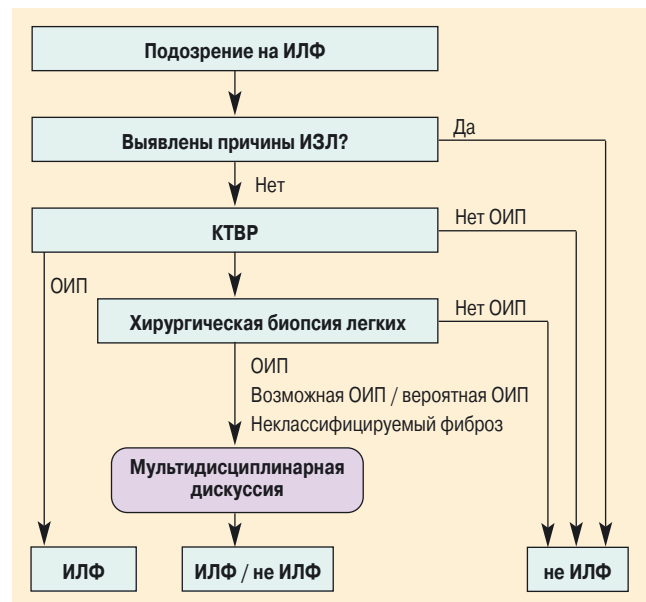 Подозрение на ИЛФ
Выявлены причины ИЗЛ?
Да
Нет
КТВР
Нет ОИП
ОИП
Хирургическая биопсия легких
Нет ОИП
ОИП
Возможная ОИП / вероятная ОИП
Неклассифицируемый фиброз
Мультидисциплинарная
дискуссия
ИЛФ
ИЛФ / не ИЛФ
не ИЛФ